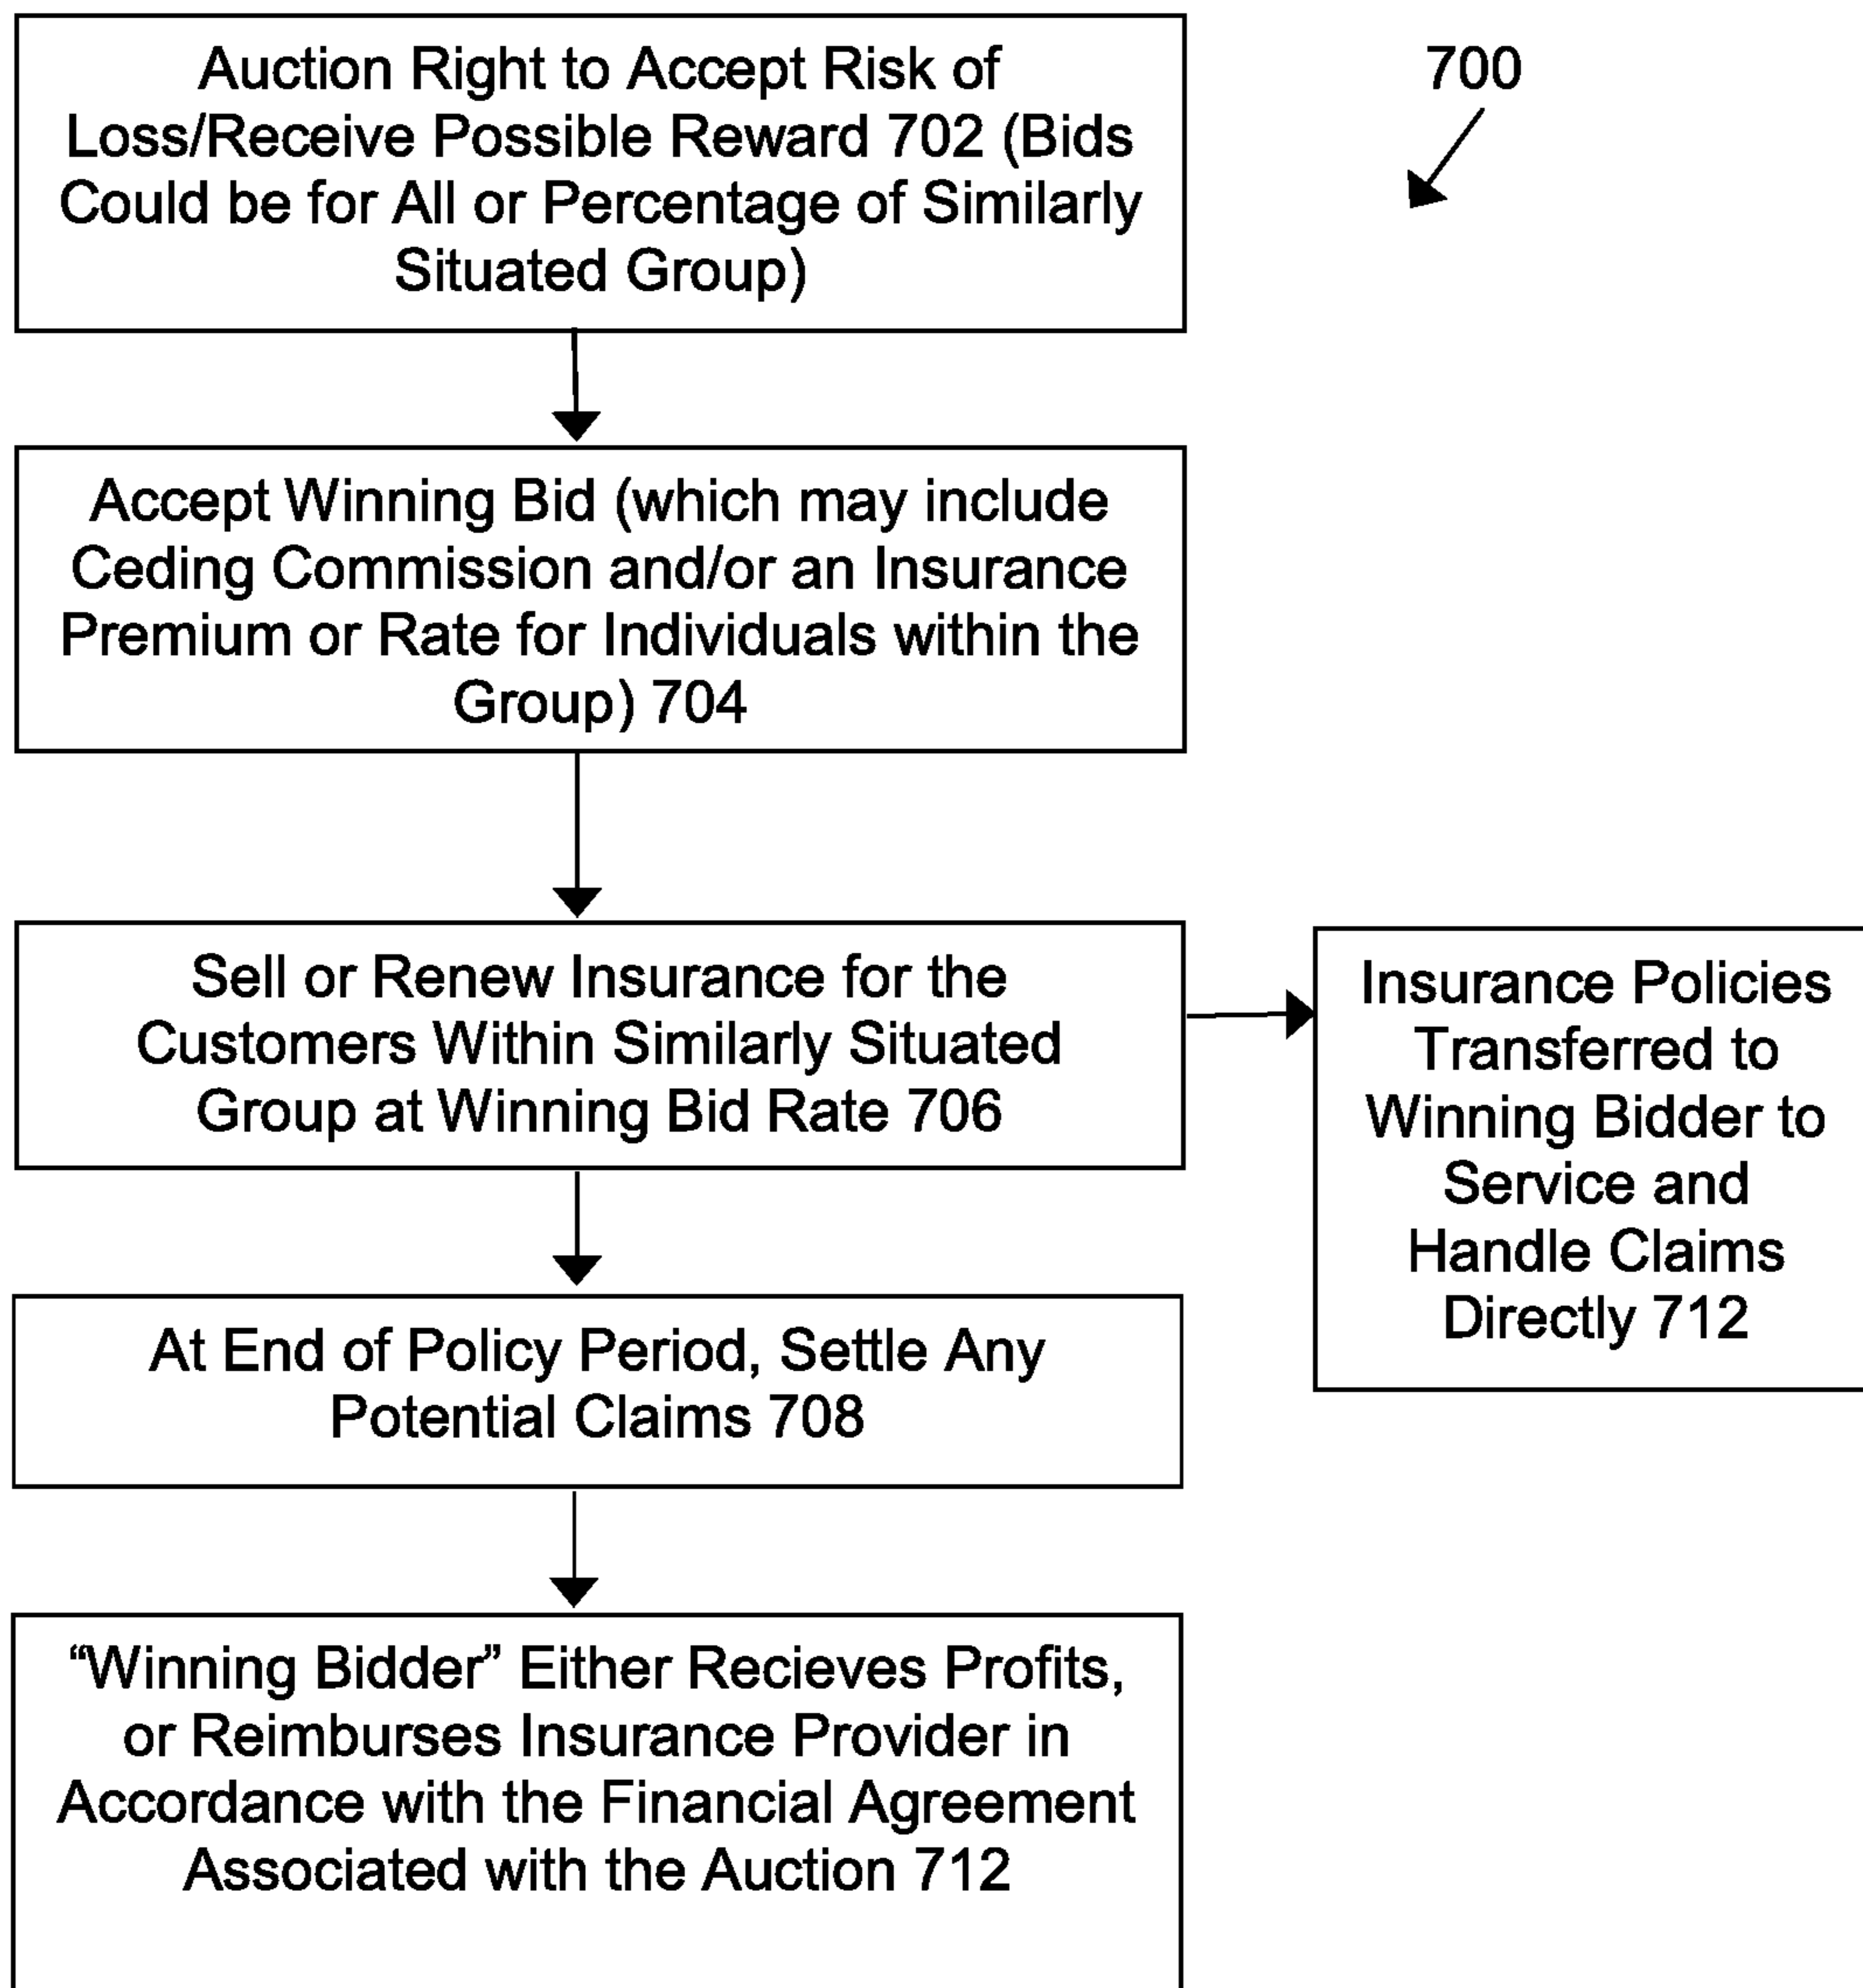 Auction Right to Accept Risk of
Loss/Receive Possible Reward 702 (Bids
Could be for All or Percentage of Similarly
Situated Group)
700
Accept Winning Bid (which may include
Ceding Commission and/or an Insurance
Premium or Rate for Individuals within the
Group) 704
Sell or Renew Insurance for the
Customers Within Similarly Situated
Group at Winning Bid Rate 706
Insurance Policies
Transferred to
Winning Bidder to
Service and
Handle Claims
Directly 712
At End of Policy Period, Settle Any
Potential Claims 708
“Winning Bidder” Either Recieves Profits,
or Reimburses Insurance Provider in
Accordance with the Financial Agreement
Associated with the Auction 712